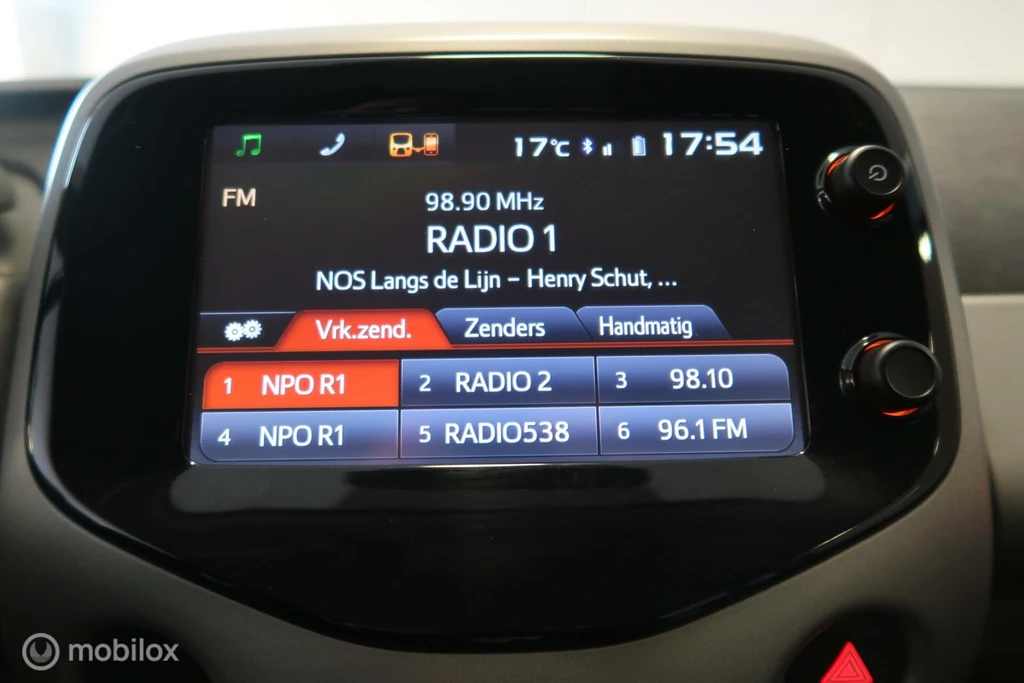 17°C 17:54
FM
98.90 MHz
RADIO 1
NOS Langs de Lijn – Henry Schut, ...
Vrk.zend. Zenders Handmatig
1 NPO R1 2 RADIO 2 3 98.10
4 NPO R1 5 RADIO538 6 96.1 FM
mobilox